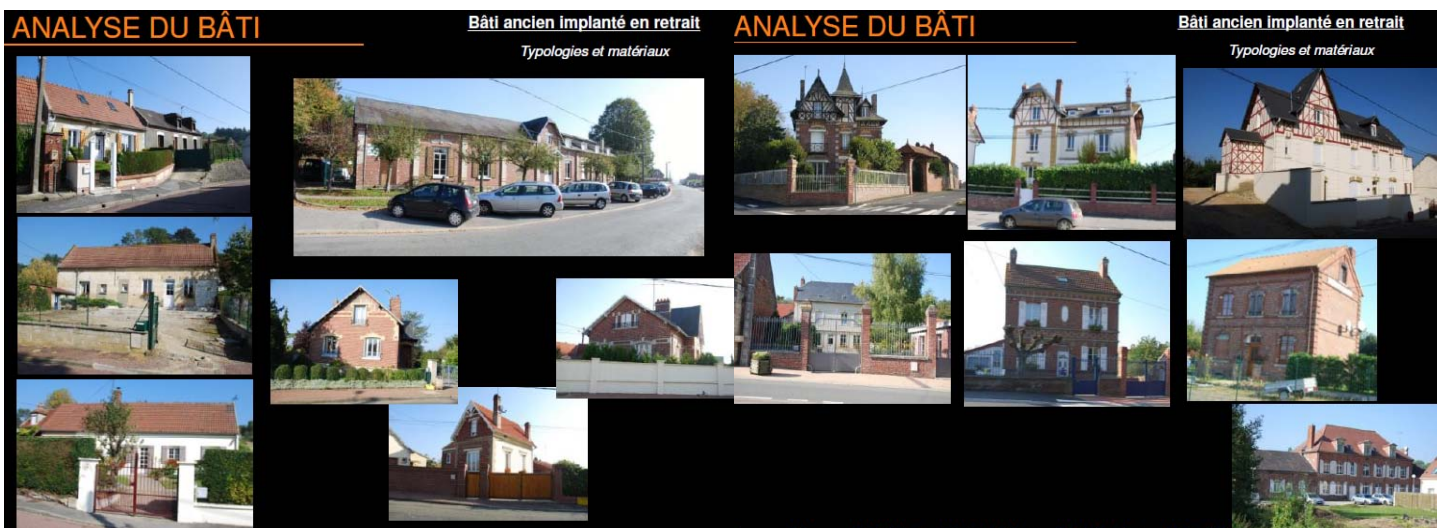 ANALYSE DU BÂTI
Bâti ancien implanté en retrait
Typologies et matériaux
ANALYSE DU BÂTI
Bâti ancien implanté en retrait
Typologies et matériaux